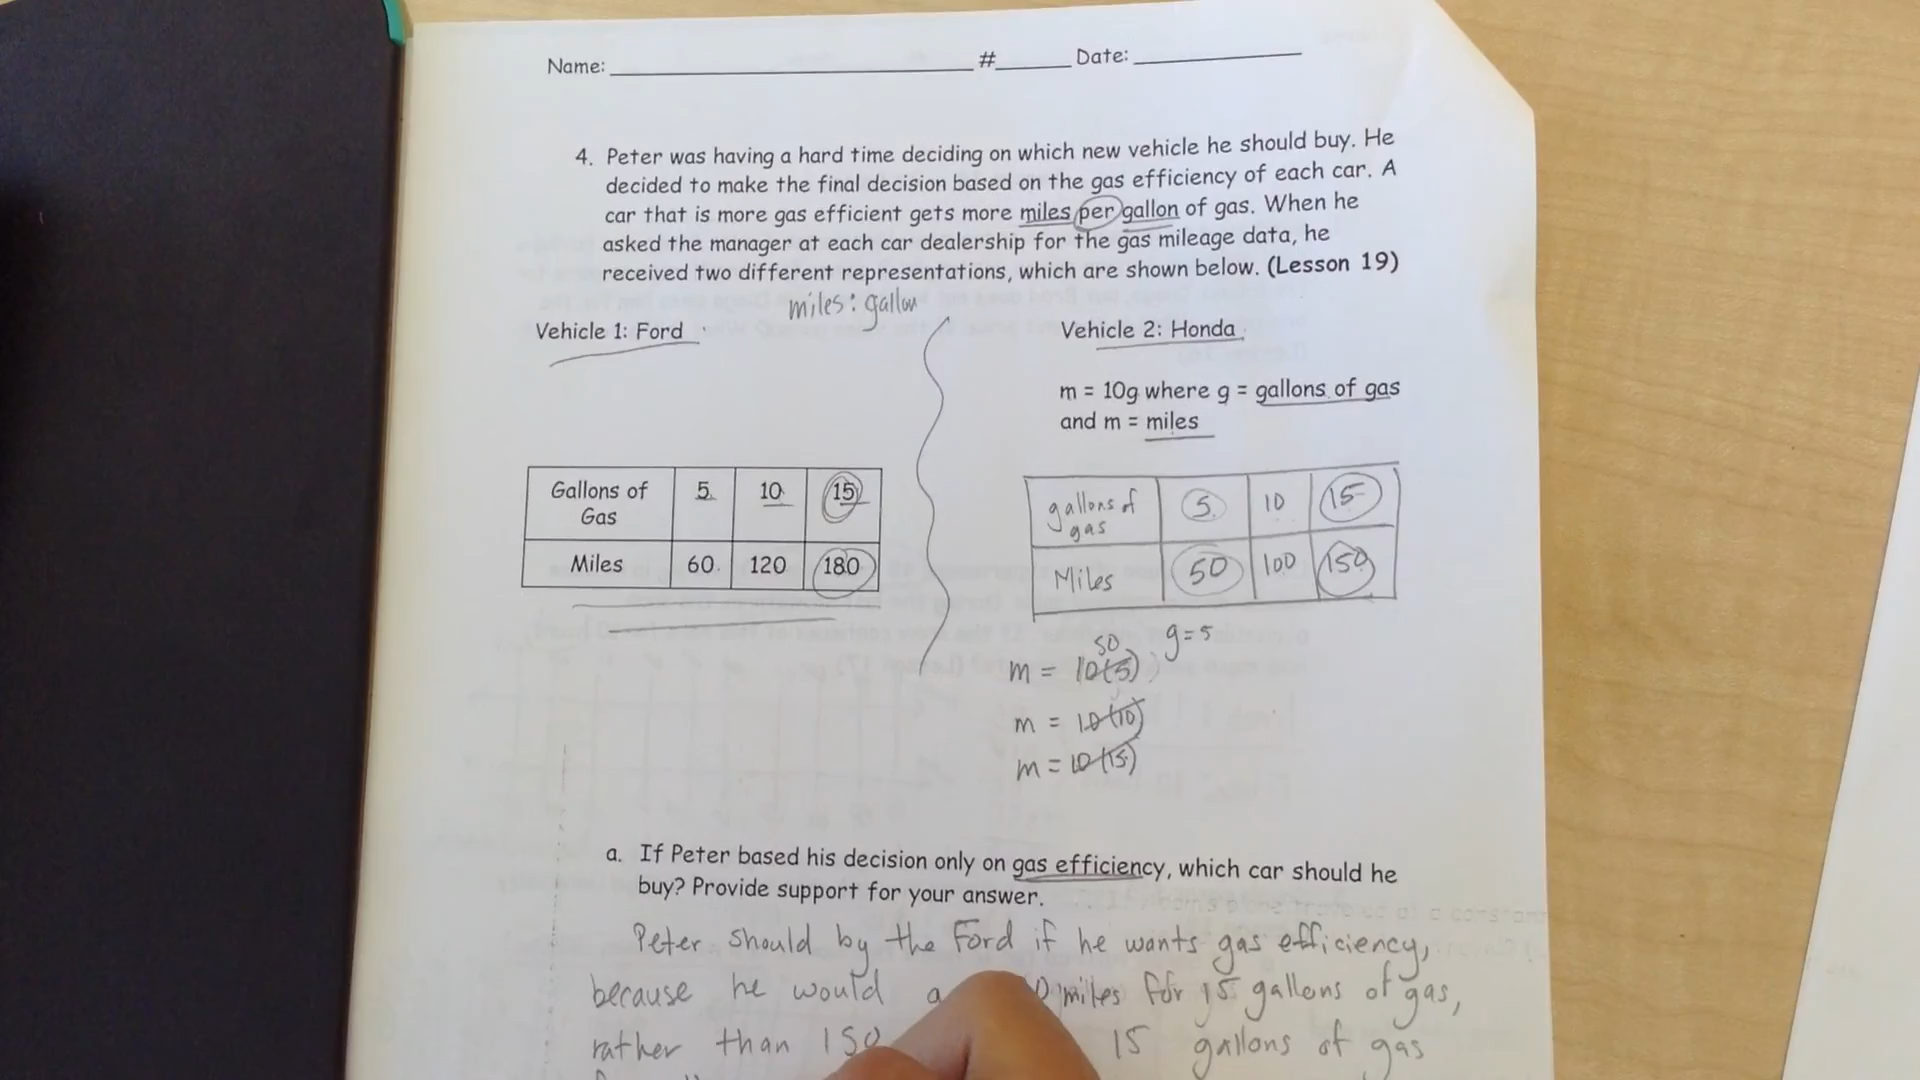 Name: # Date:
4. Peter was having a hard time deciding on which new vehicle he should buy. He
decided to make the final decision based on the gas efficiency of each car. A
car that is more gas efficient gets more miles per gallon of gas. When he
asked the manager at each car dealership for the gas mileage data, he
received two different representations, which are shown below. (Lesson 19)
miles : gallon
Vehicle 1: Ford
Gallons of
Gas
5 10 15
Miles 60 120 180
Vehicle 2: Honda
m = 10g where g = gallons of gas
and m = miles
gallons of
gas
5 10 15
Miles 50 100 150
50 g = 5
m = 10(5)
m = 10(10)
m = 10(15)
a. If Peter based his decision only on gas efficiency, which car should he
buy? Provide support for your answer.
Peter should by the Ford if he wants gas efficiency,
because he would miles for 15 gallons of gas,
rather than 150 15 gallons of gas